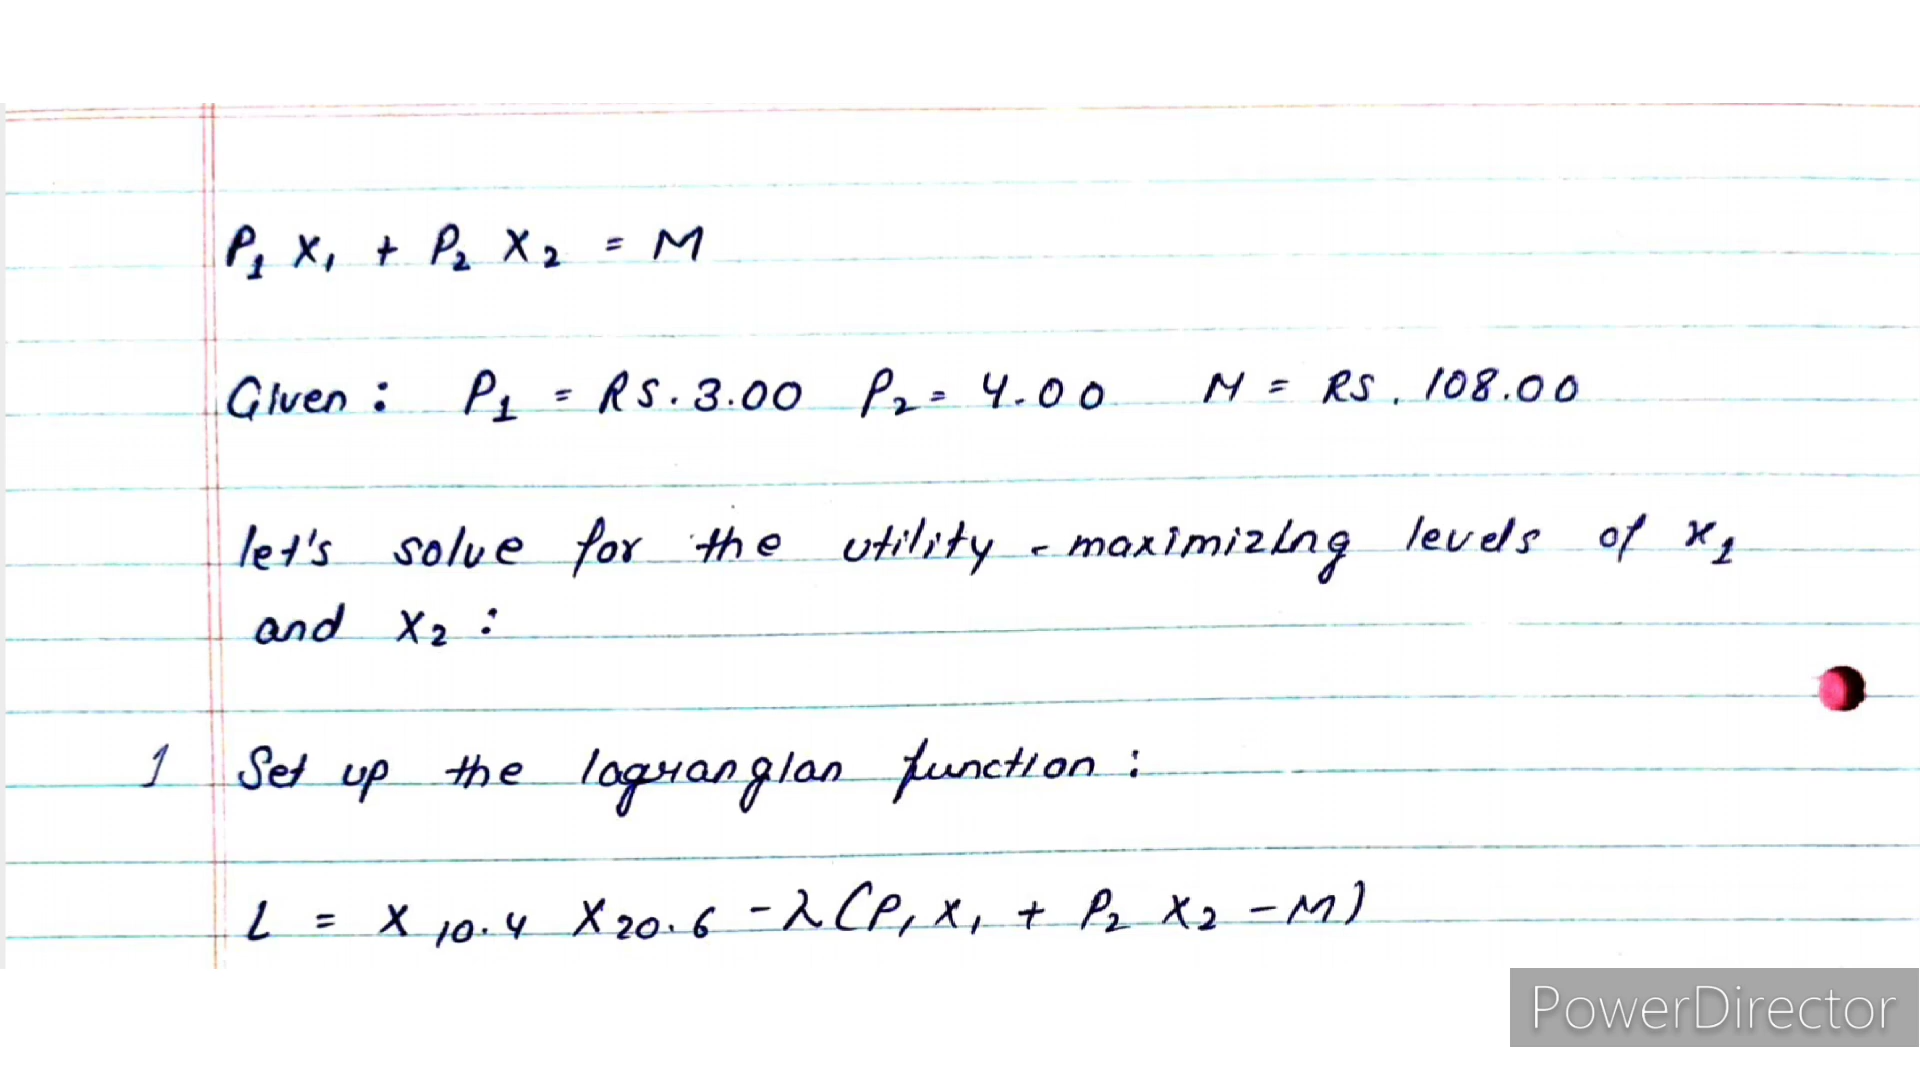 P₁ X₁ + P₂ X₂ = M
Given : P₁ = RS. 3.00 P₂ = 4.00 M = RS. 108.00
let's solve for the utility - maximizing levels of x₁
and X₂ :
1 Set up the lagrangian function :
L = X 10.4 X 20.6 - λ (P₁ X₁ + P₂ X₂ - M)
PowerDirector